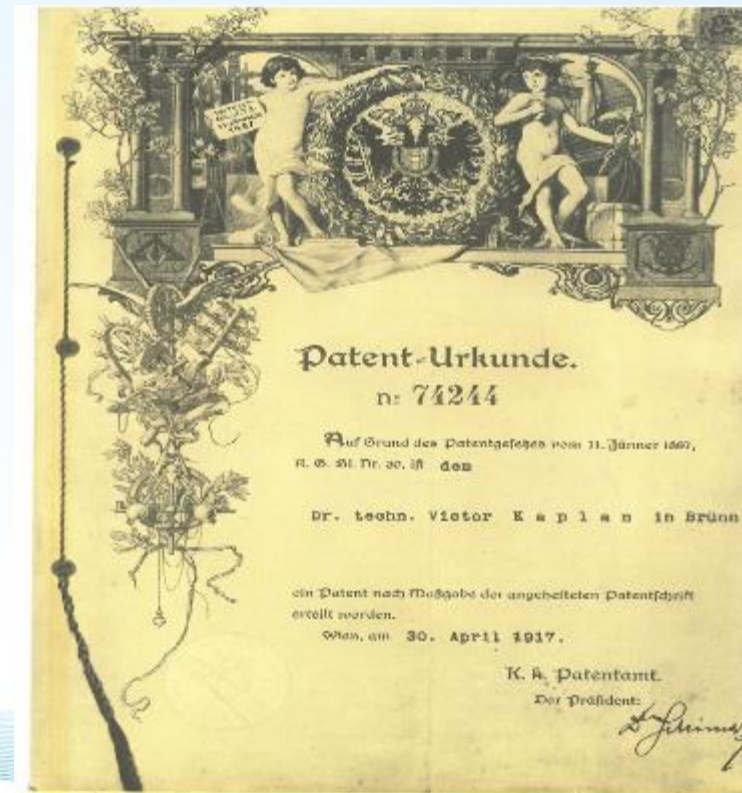 Patent-Urkunde.
Nr 74244
Auf Grund des Patentgesetzes vom 11. Jänner 1897,
R. G. Bl. Nr. 30, ist dem
Dr. techn. Victor K a p l a n in Brünn
ein Patent nach Maßgabe der angehefteten Patentschrift
erteilt worden.
Wien, am 30. April 1917.
K. k. Patentamt.
Der Präsident: